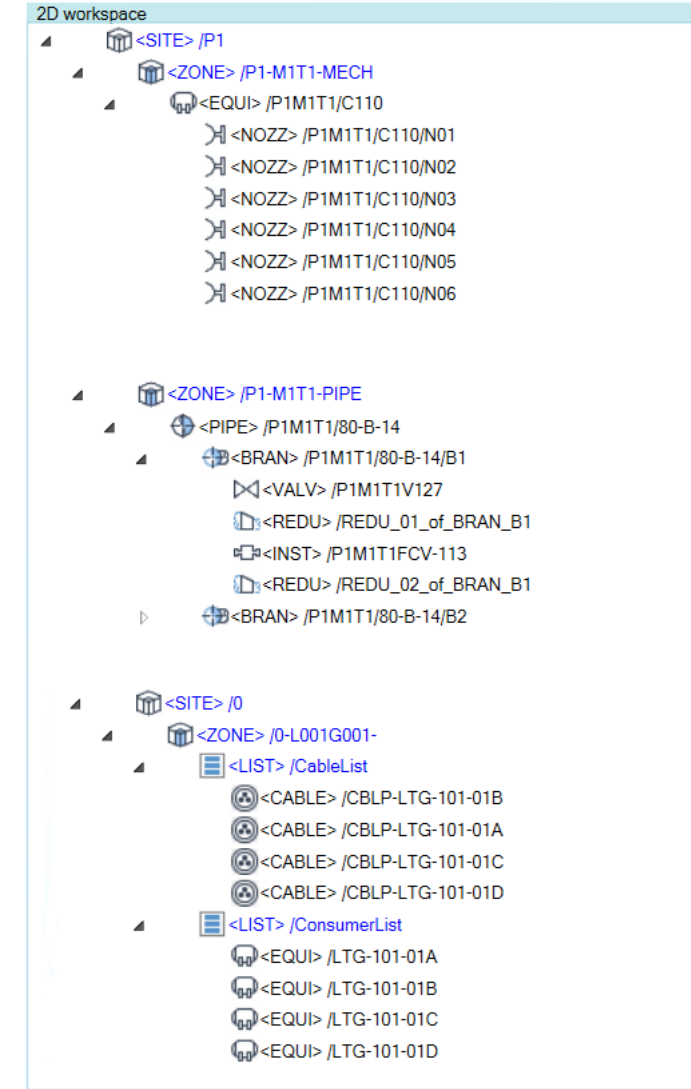 2D workspace
<SITE> /P1
<ZONE> /P1-M1T1-MECH
<EQUI> /P1M1T1/C110
<NOZZ> /P1M1T1/C110/N01
<NOZZ> /P1M1T1/C110/N02
<NOZZ> /P1M1T1/C110/N03
<NOZZ> /P1M1T1/C110/N04
<NOZZ> /P1M1T1/C110/N05
<NOZZ> /P1M1T1/C110/N06
<ZONE> /P1-M1T1-PIPE
<PIPE> /P1M1T1/80-B-14
<BRAN> /P1M1T1/80-B-14/B1
<VALV> /P1M1T1V127
<REDU> /REDU_01_of_BRAN_B1
<INST> /P1M1T1FCV-113
<REDU> /REDU_02_of_BRAN_B1
<BRAN> /P1M1T1/80-B-14/B2
<SITE> /0
<ZONE> /0-L001G001-
<LIST> /CableList
<CABLE> /CBLP-LTG-101-01B
<CABLE> /CBLP-LTG-101-01A
<CABLE> /CBLP-LTG-101-01C
<CABLE> /CBLP-LTG-101-01D
<LIST> /ConsumerList
<EQUI> /LTG-101-01A
<EQUI> /LTG-101-01B
<EQUI> /LTG-101-01C
<EQUI> /LTG-101-01D